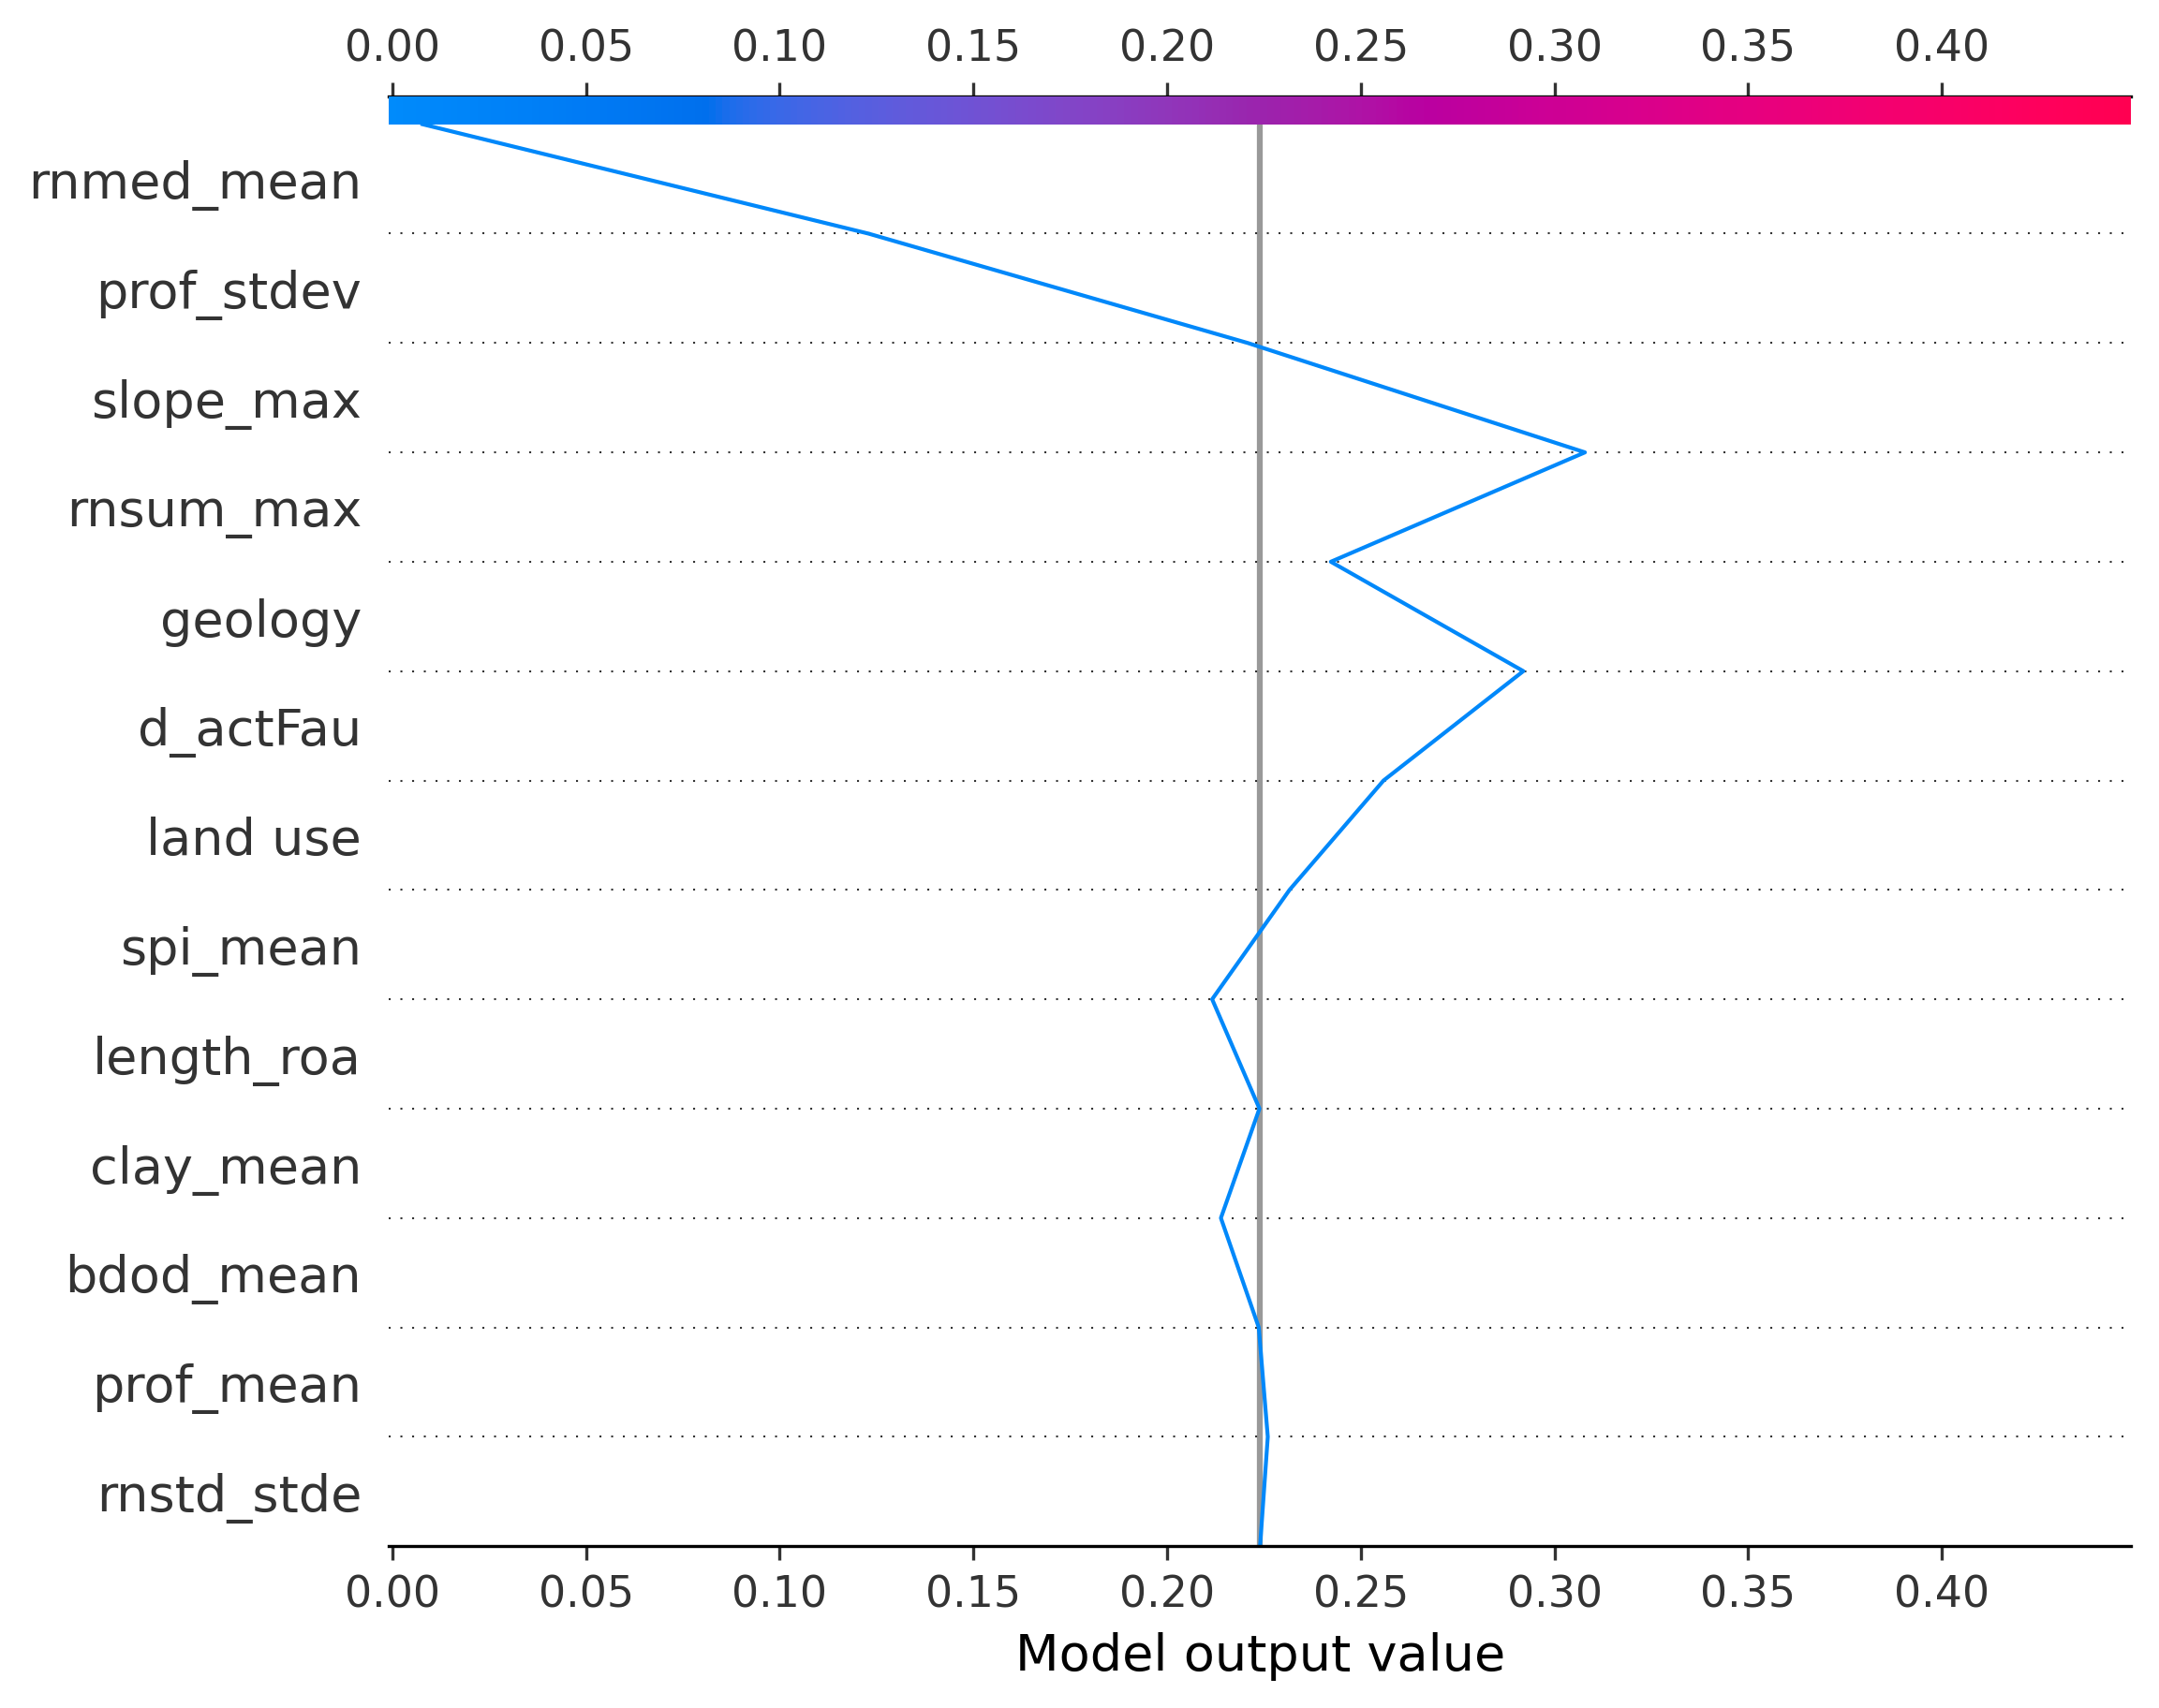 0.00 0.05 0.10 0.15 0.20 0.25 0.30 0.35 0.40
rnmed_mean
prof_stdev
slope_max
rnsum_max
geology
d_actFau
land use
spi_mean
length_roa
clay_mean
bdod_mean
prof_mean
rnstd_stde
0.00 0.05 0.10 0.15 0.20 0.25 0.30 0.35 0.40
Model output value